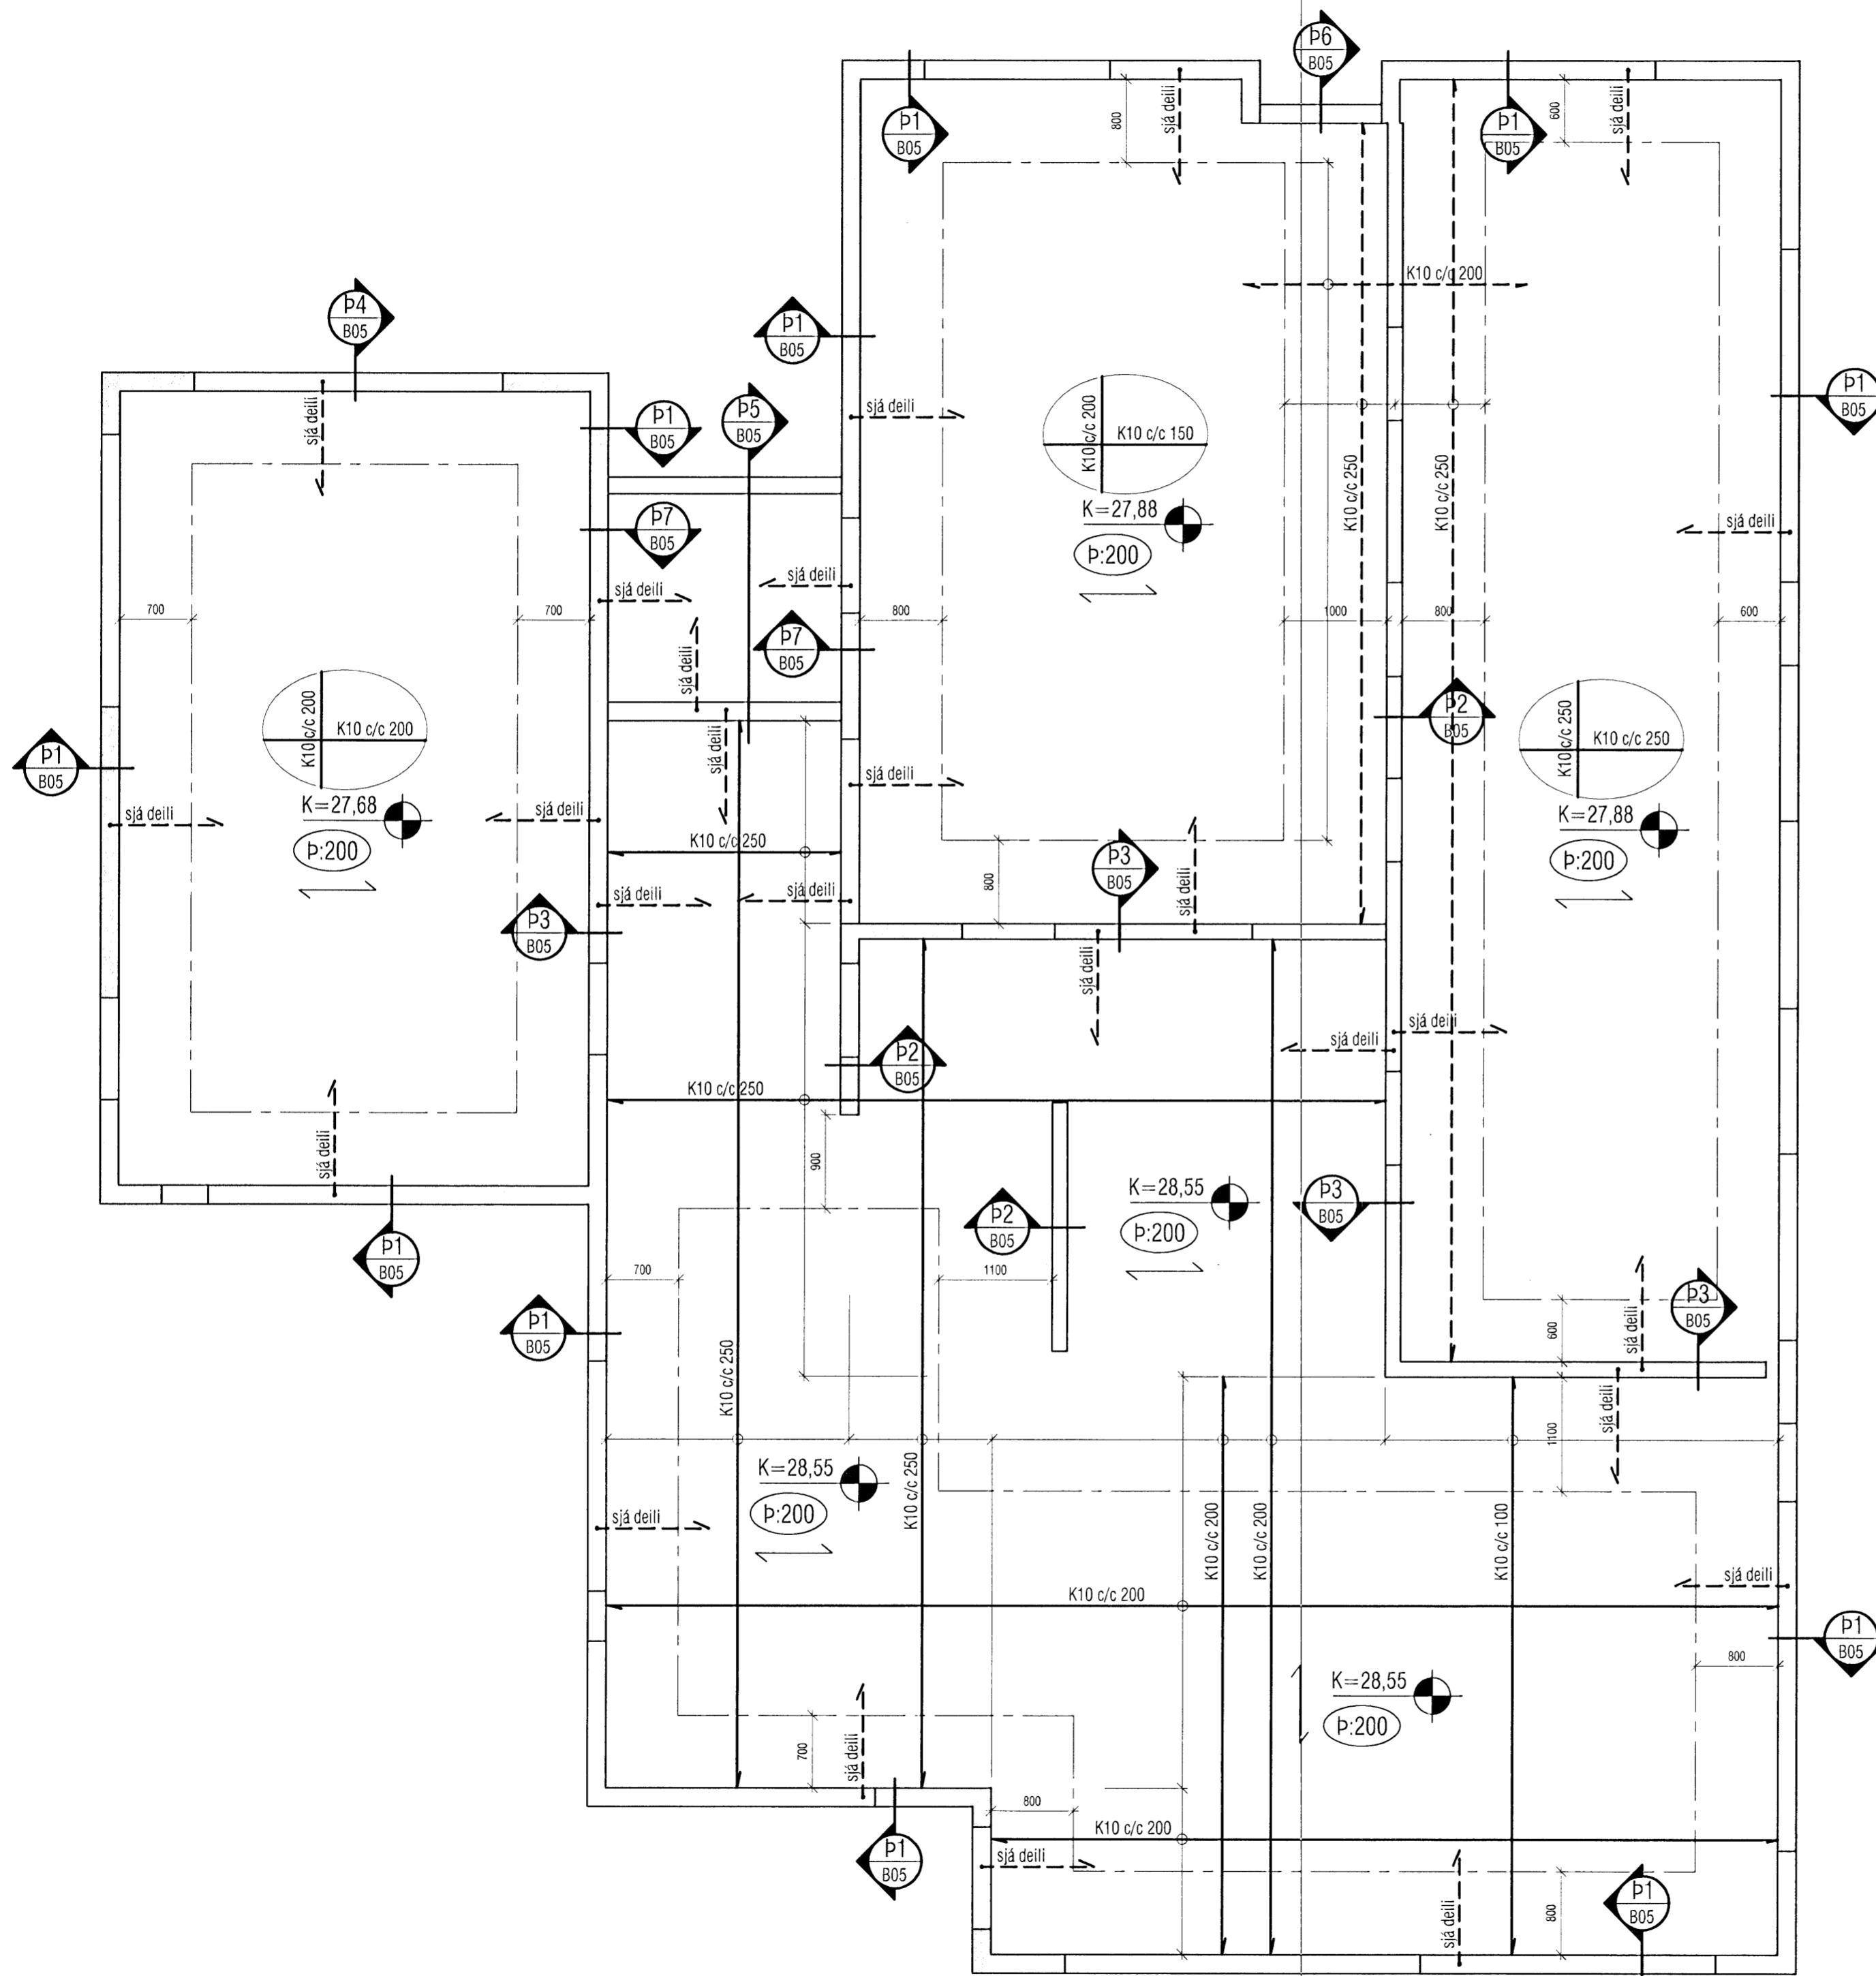 Þ6
B05
Þ1
B05
800
sjá deili
Þ1
B05
600
sjá deili
K10 c/c 200
Þ4
B05
Þ1
B05
Þ1
B05
sjá deili
Þ1
B05
Þ5
B05
sjá deili
K10 c/c 200
K10 c/c 150
K10 c/c 250
K10 c/c 250
K=27,88
Þ:200
sjá deili
Þ7
B05
sjá deili
sjá deili
700
700
800
1000
800
600
Þ7
B05
sjá deili
K10 c/c 200
K10 c/c 200
K=27,68
Þ:200
Þ1
B05
sjá deili
sjá deili
sjá deili
sjá deili
Þ2
B05
K10 c/c 250
K10 c/c 250
K=27,88
Þ:200
K10 c/c 250
Þ3
B05
sjá deili
800
sjá deili
sjá deili
Þ3
B05
sjá deili
sjá deili
sjá deili
Þ2
B05
K10 c/c 250
sjá deili
900
K=28,55
Þ:200
Þ2
B05
Þ3
B05
Þ1
B05
700
1100
sjá deili
Þ3
B05
Þ1
B05
600
K10 c/c 250
sjá deili
1100
K=28,55
Þ:200
K10 c/c 250
sjá deili
K10 c/c 200
K10 c/c 200
K10 c/c 100
K10 c/c 200
sjá deili
Þ1
B05
800
K=28,55
Þ:200
700
sjá deili
800
K10 c/c 200
Þ1
B05
sjá deili
sjá deili
800
Þ1
B05